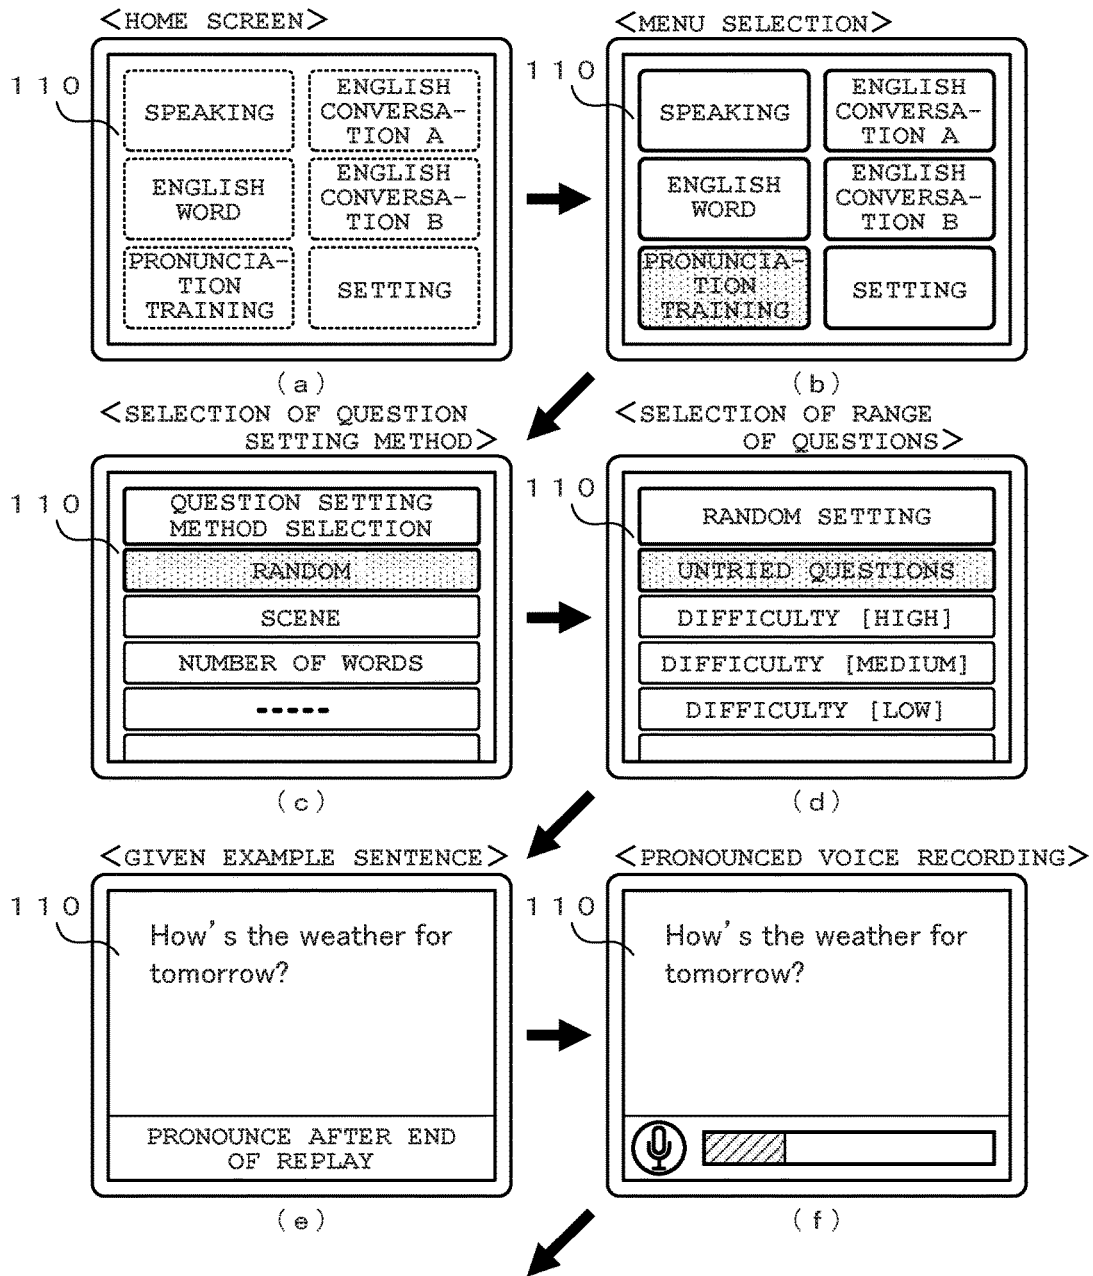 <HOME SCREEN>
110
SPEAKING
ENGLISH
CONVERSA-
TION A
ENGLISH
WORD
ENGLISH
CONVERSA-
TION B
PRONUNCIA-
TION
TRAINING
SETTING
(a)
<MENU SELECTION>
110
SPEAKING
ENGLISH
CONVERSA-
TION A
ENGLISH
WORD
ENGLISH
CONVERSA-
TION B
PRONUNCIA-
TION
TRAINING
SETTING
(b)
<SELECTION OF QUESTION
SETTING METHOD>
110
QUESTION SETTING
METHOD SELECTION
RANDOM
SCENE
NUMBER OF WORDS
-----
(c)
<SELECTION OF RANGE
OF QUESTIONS>
110
RANDOM SETTING
UNTRIED QUESTIONS
DIFFICULTY [HIGH]
DIFFICULTY [MEDIUM]
DIFFICULTY [LOW]
(d)
<GIVEN EXAMPLE SENTENCE>
110
How's the weather for
tomorrow?
PRONOUNCE AFTER END
OF REPLAY
(e)
<PRONOUNCED VOICE RECORDING>
110
How's the weather for
tomorrow?
(f)